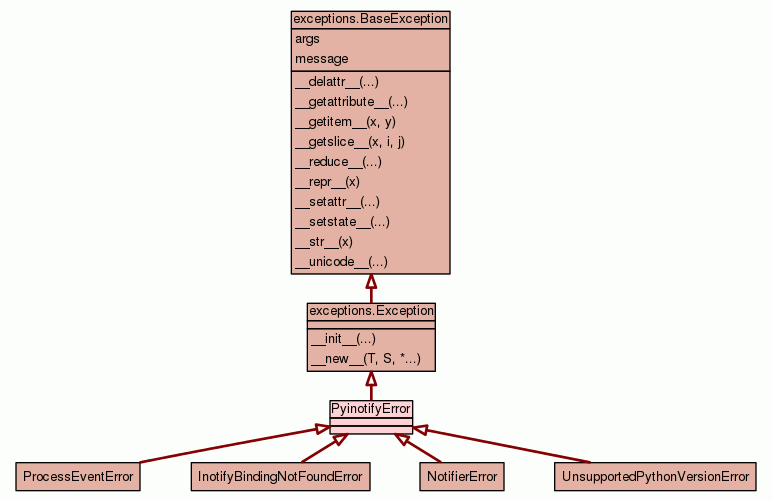 exceptions.BaseException
args
message
__delattr__(...)
__getattribute__(...)
__getitem__(x, y)
__getslice__(x, i, j)
__reduce__(...)
__repr__(x)
__setattr__(...)
__setstate__(...)
__str__(x)
__unicode__(...)
exceptions.Exception
__init__(...)
__new__(T, S, *...)
PyinotifyError
ProcessEventError
InotifyBindingNotFoundError
NotifierError
UnsupportedPythonVersionError